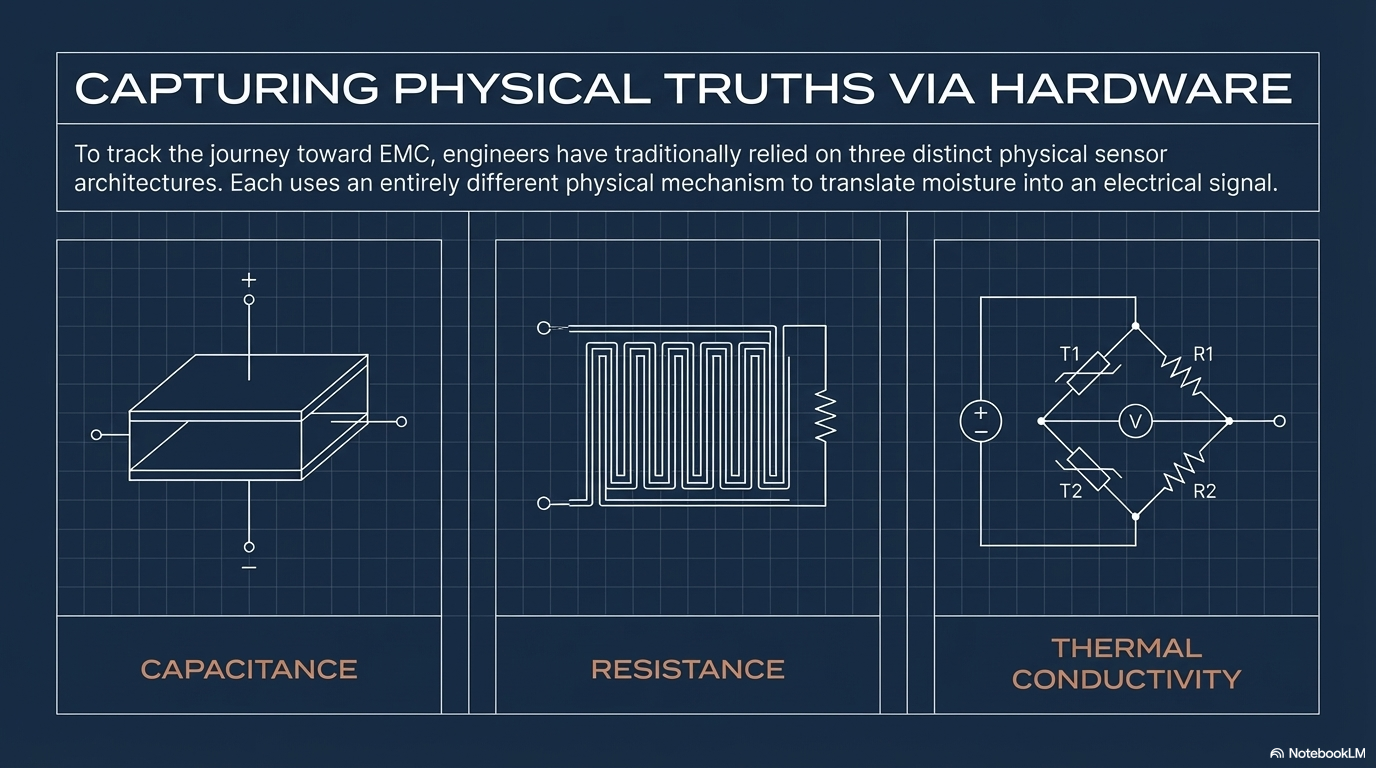 CAPTURING PHYSICAL TRUTHS VIA HARDWARE
To track the journey toward EMC, engineers have traditionally relied on three distinct physical sensor
architectures. Each uses an entirely different physical mechanism to translate moisture into an electrical signal.
+
−
CAPACITANCE
RESISTANCE
T1
R1
+
−
V
T2
R2
THERMAL
CONDUCTIVITY
NotebookLM